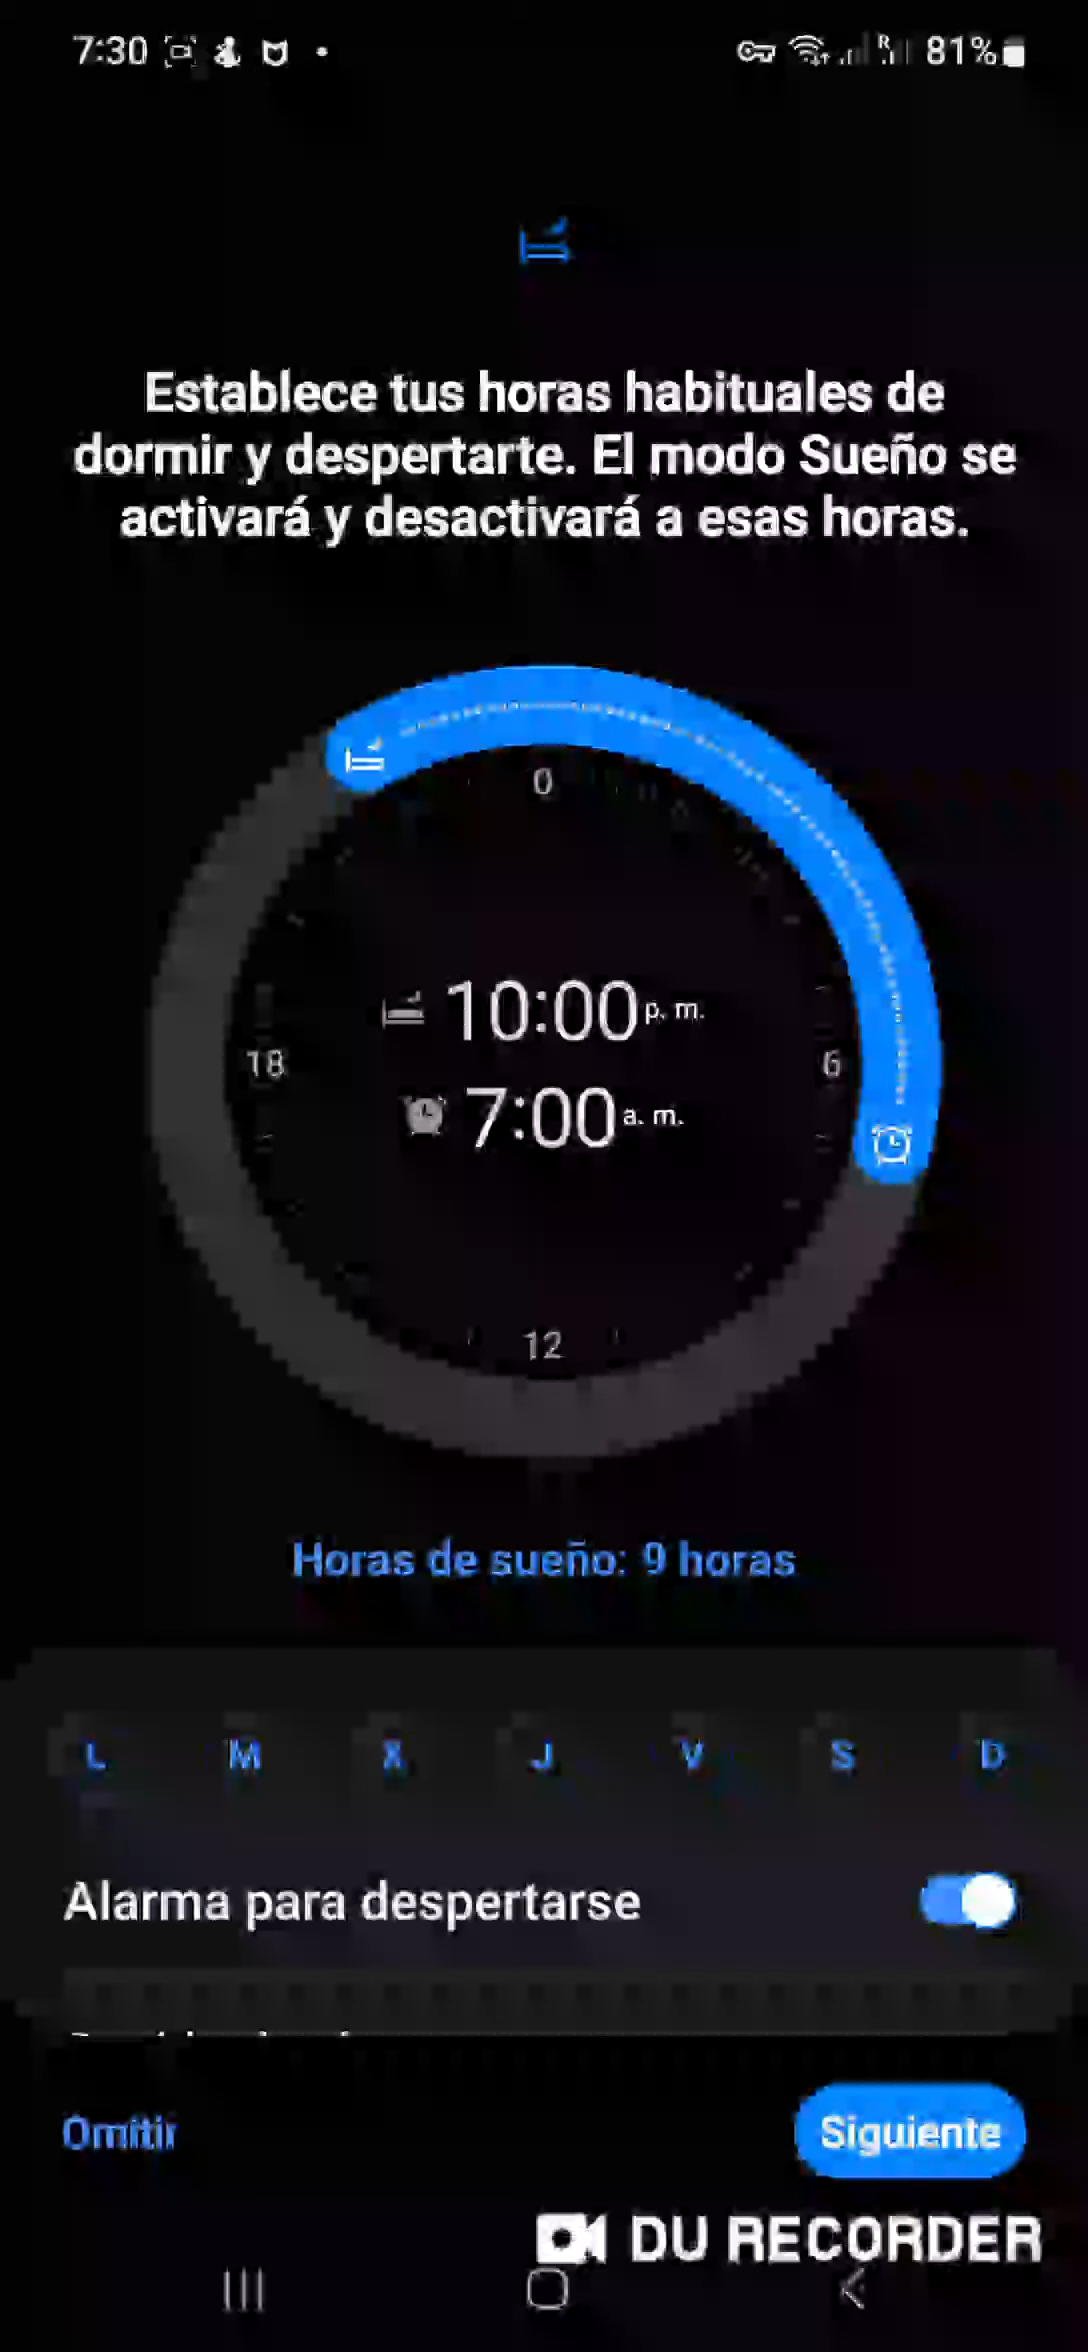 7:30
R
81%
Establece tus horas habituales de
dormir y despertarte. El modo Sueño se
activará y desactivará a esas horas.
0
10:00 p. m.
18
6
7:00 a. m.
12
Horas de sueño: 9 horas
L M X J V S D
Alarma para despertarse
Omitir
Siguiente
DU RECORDER